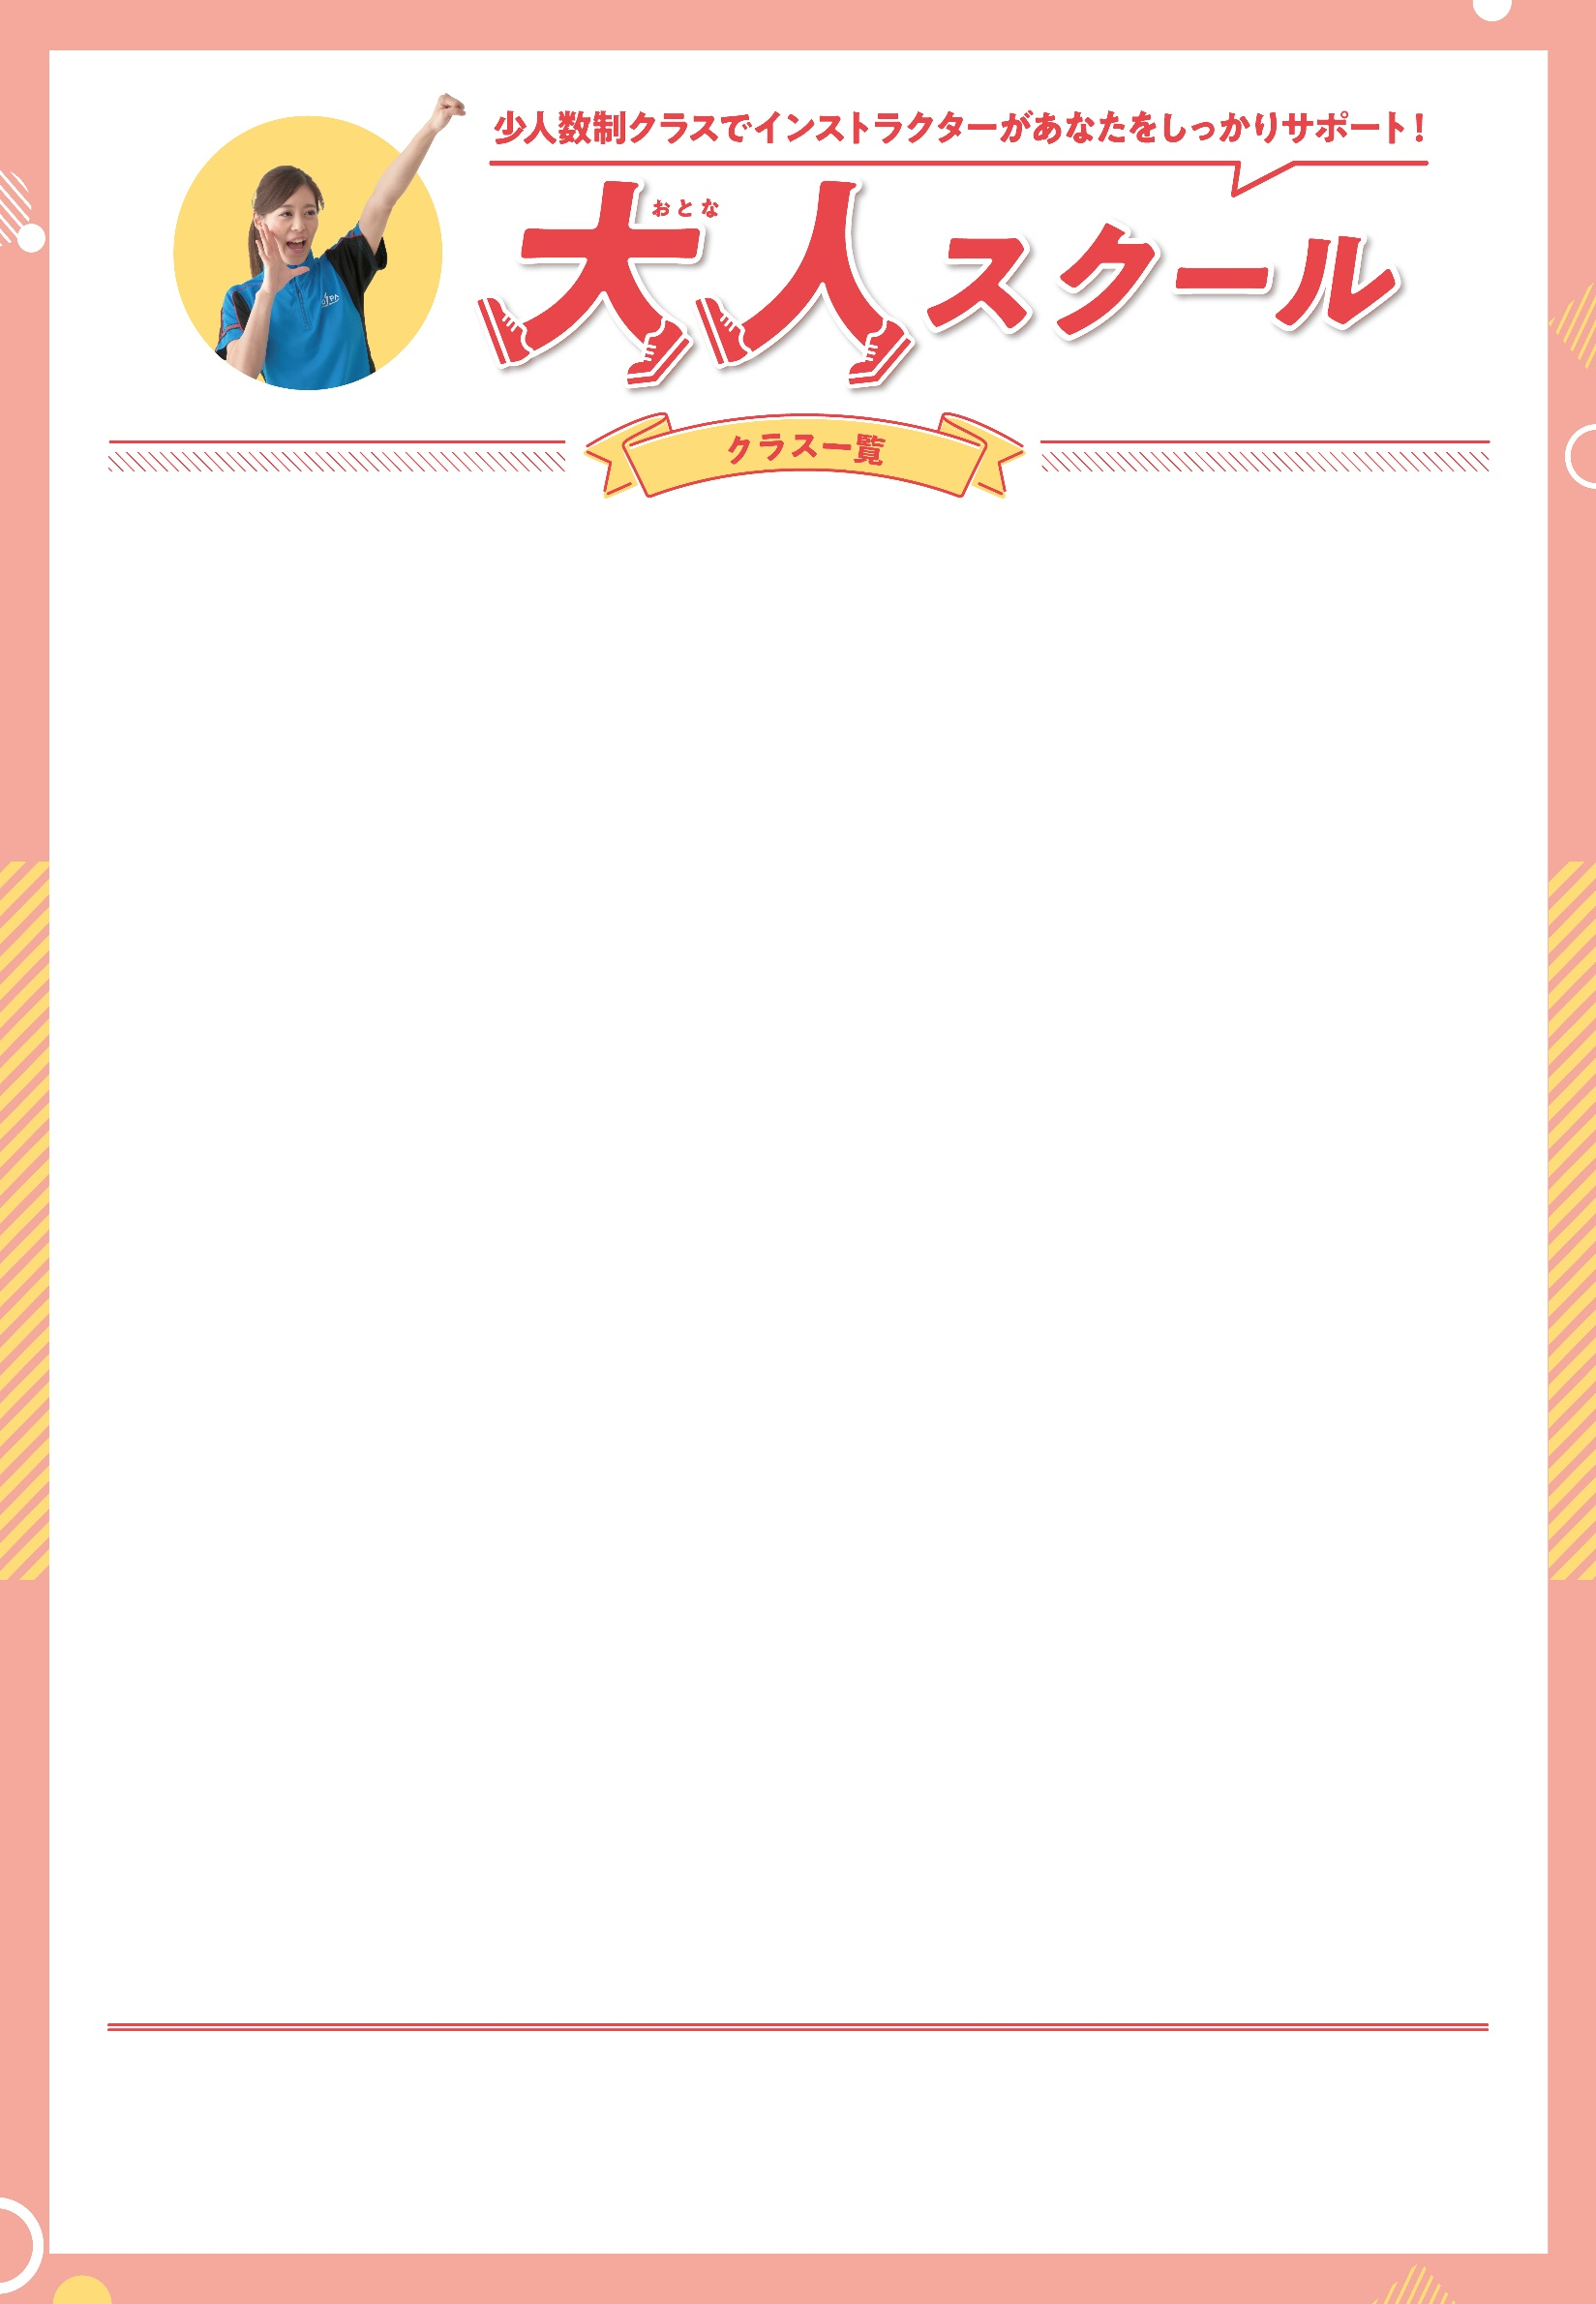 少人数制クラスでインストラクターがあなたをしっかりサポート!
おとな
大人スクール
クラス一覧